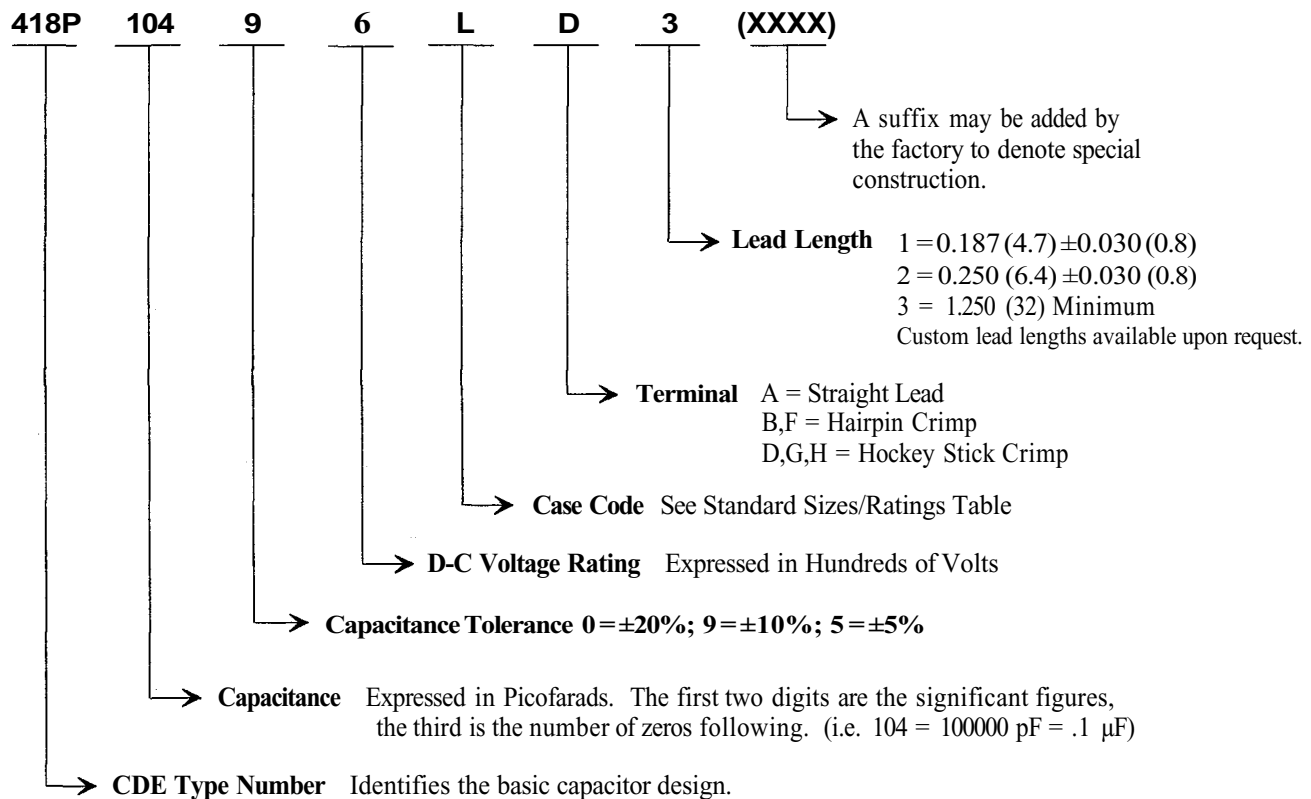 418P 104 9 6 L D 3 (XXXX)
A suffix may be added by
the factory to denote special
construction.
Lead Length 1 = 0.187 (4.7) ±0.030 (0.8)
2 = 0.250 (6.4) ±0.030 (0.8)
3 = 1.250 (32) Minimum
Custom lead lengths available upon request.
Terminal A = Straight Lead
B,F = Hairpin Crimp
D,G,H = Hockey Stick Crimp
Case Code See Standard Sizes/Ratings Table
D-C Voltage Rating Expressed in Hundreds of Volts
Capacitance Tolerance 0 = ±20%; 9 = ±10%; 5 = ±5%
Capacitance Expressed in Picofarads. The first two digits are the significant figures,
the third is the number of zeros following. (i.e. 104 = 100000 pF = .1 µF)
CDE Type Number Identifies the basic capacitor design.